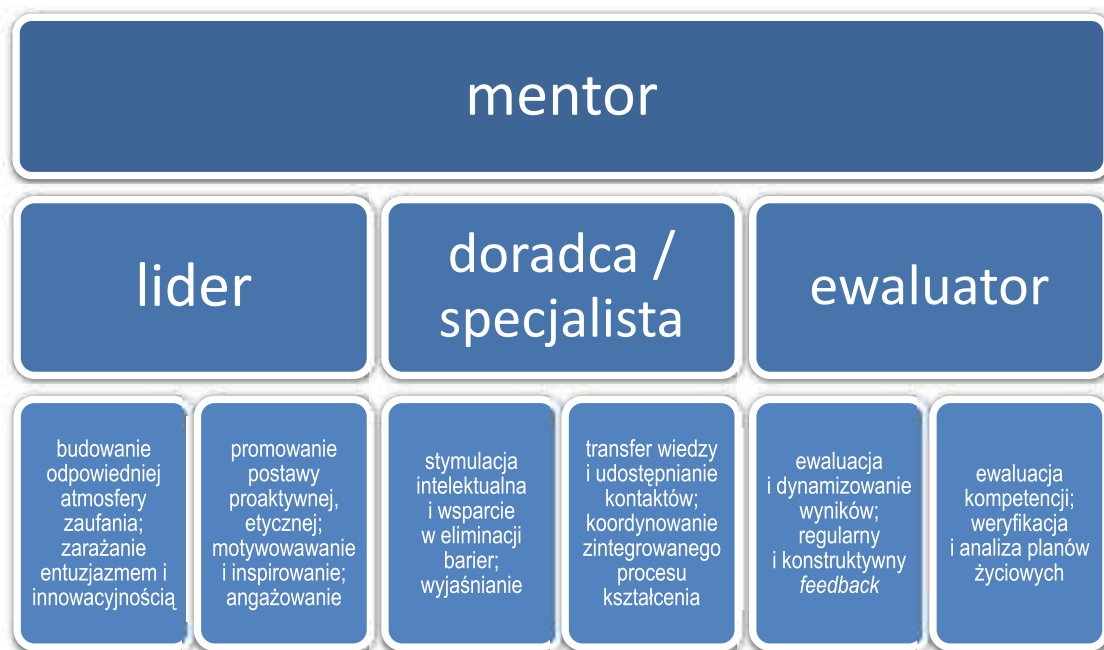 mentor
lider
doradca /
specjalista
ewaluator
budowanie
odpowiedniej
atmosfery
zaufania;
zarażanie
entuzjazmem i
innowacyjnością
promowanie
postawy
proaktywnej,
etycznej;
motywowawanie
i inspirowanie;
angażowanie
stymulacja
intelektualna
i wsparcie
w eliminacji
barier;
wyjaśnianie
transfer wiedzy
i udostępnianie
kontaktów;
koordynowanie
zintegrowanego
procesu
kształcenia
ewaluacja
i dynamizowanie
wyników;
regularny
i konstruktywny
feedback
ewaluacja
kompetencji;
weryfikacja
i analiza planów
życiowych